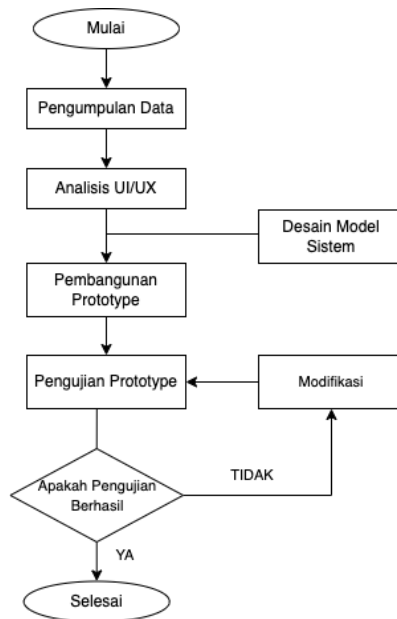 Mulai
Pengumpulan Data
Analisis UI/UX
Desain Model
Sistem
Pembangunan
Prototype
Pengujian Prototype
Modifikasi
Apakah Pengujian
Berhasil
TIDAK
YA
Selesai